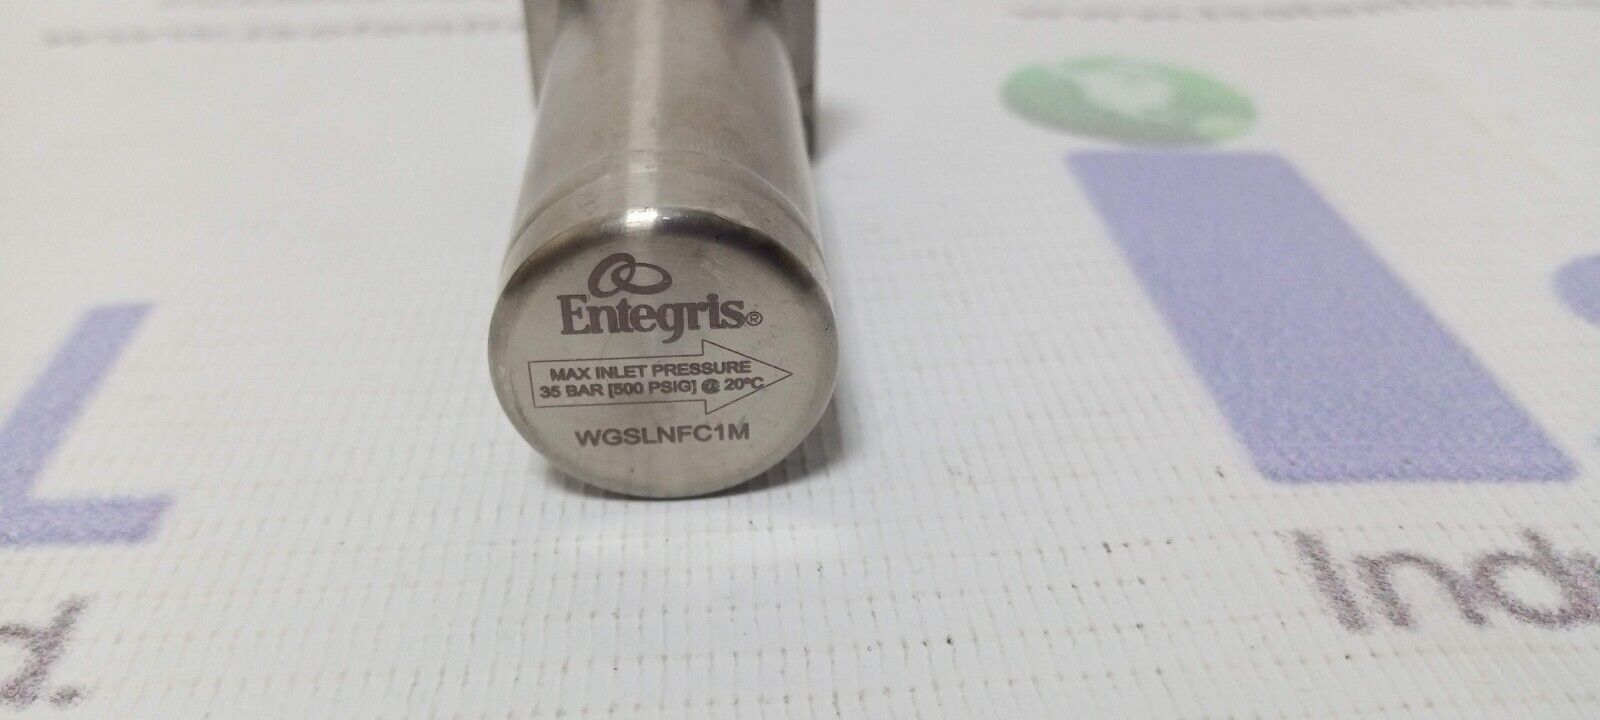 Entegris®
MAX INLET PRESSURE
35 BAR [500 PSIG] @ 20°C
WGSLNFC1M